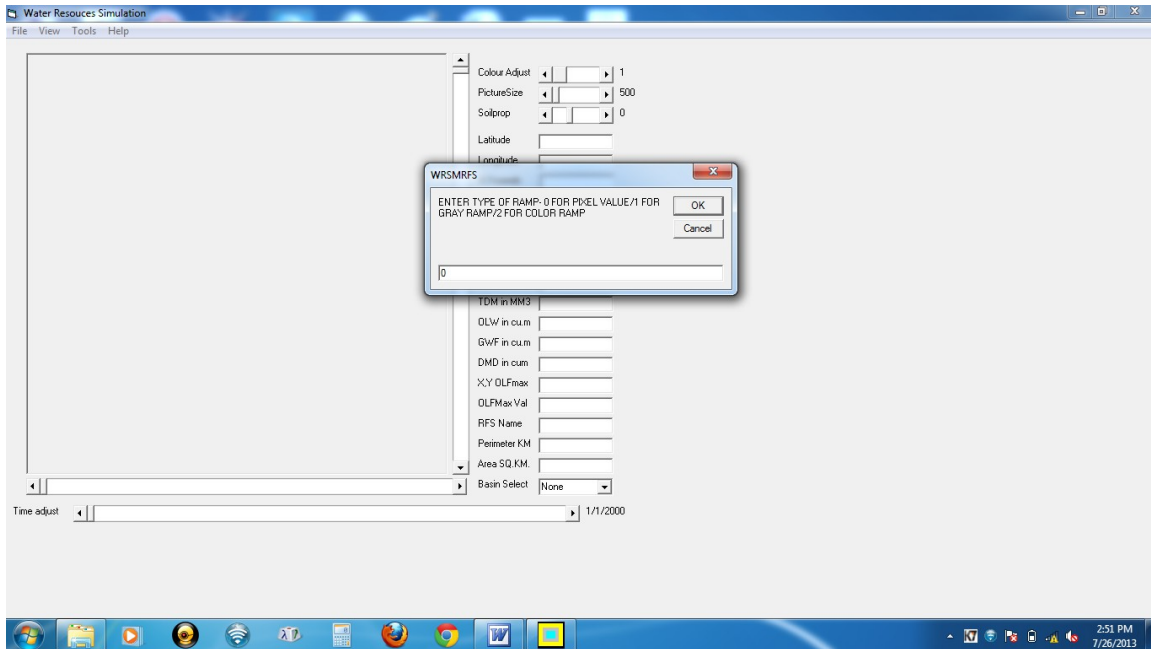 Water Resouces Simulation
File View Tools Help
Colour Adjust 1
PictureSize 500
Soilprop 0
Latitude
Longitude
WRSMRFS
ENTER TYPE OF RAMP- 0 FOR PIXEL VALUE/1 FOR
GRAY RAMP/2 FOR COLOR RAMP
OK
Cancel
0
TDM in MM3
OLW in cu.m
GWF in cu.m
DMD in cum
X,Y OLFmax
OLFMax Val
RFS Name
Perimeter KM
Area SQ.KM.
Basin Select None
Time adjust 1/1/2000
2:51 PM
7/26/2013